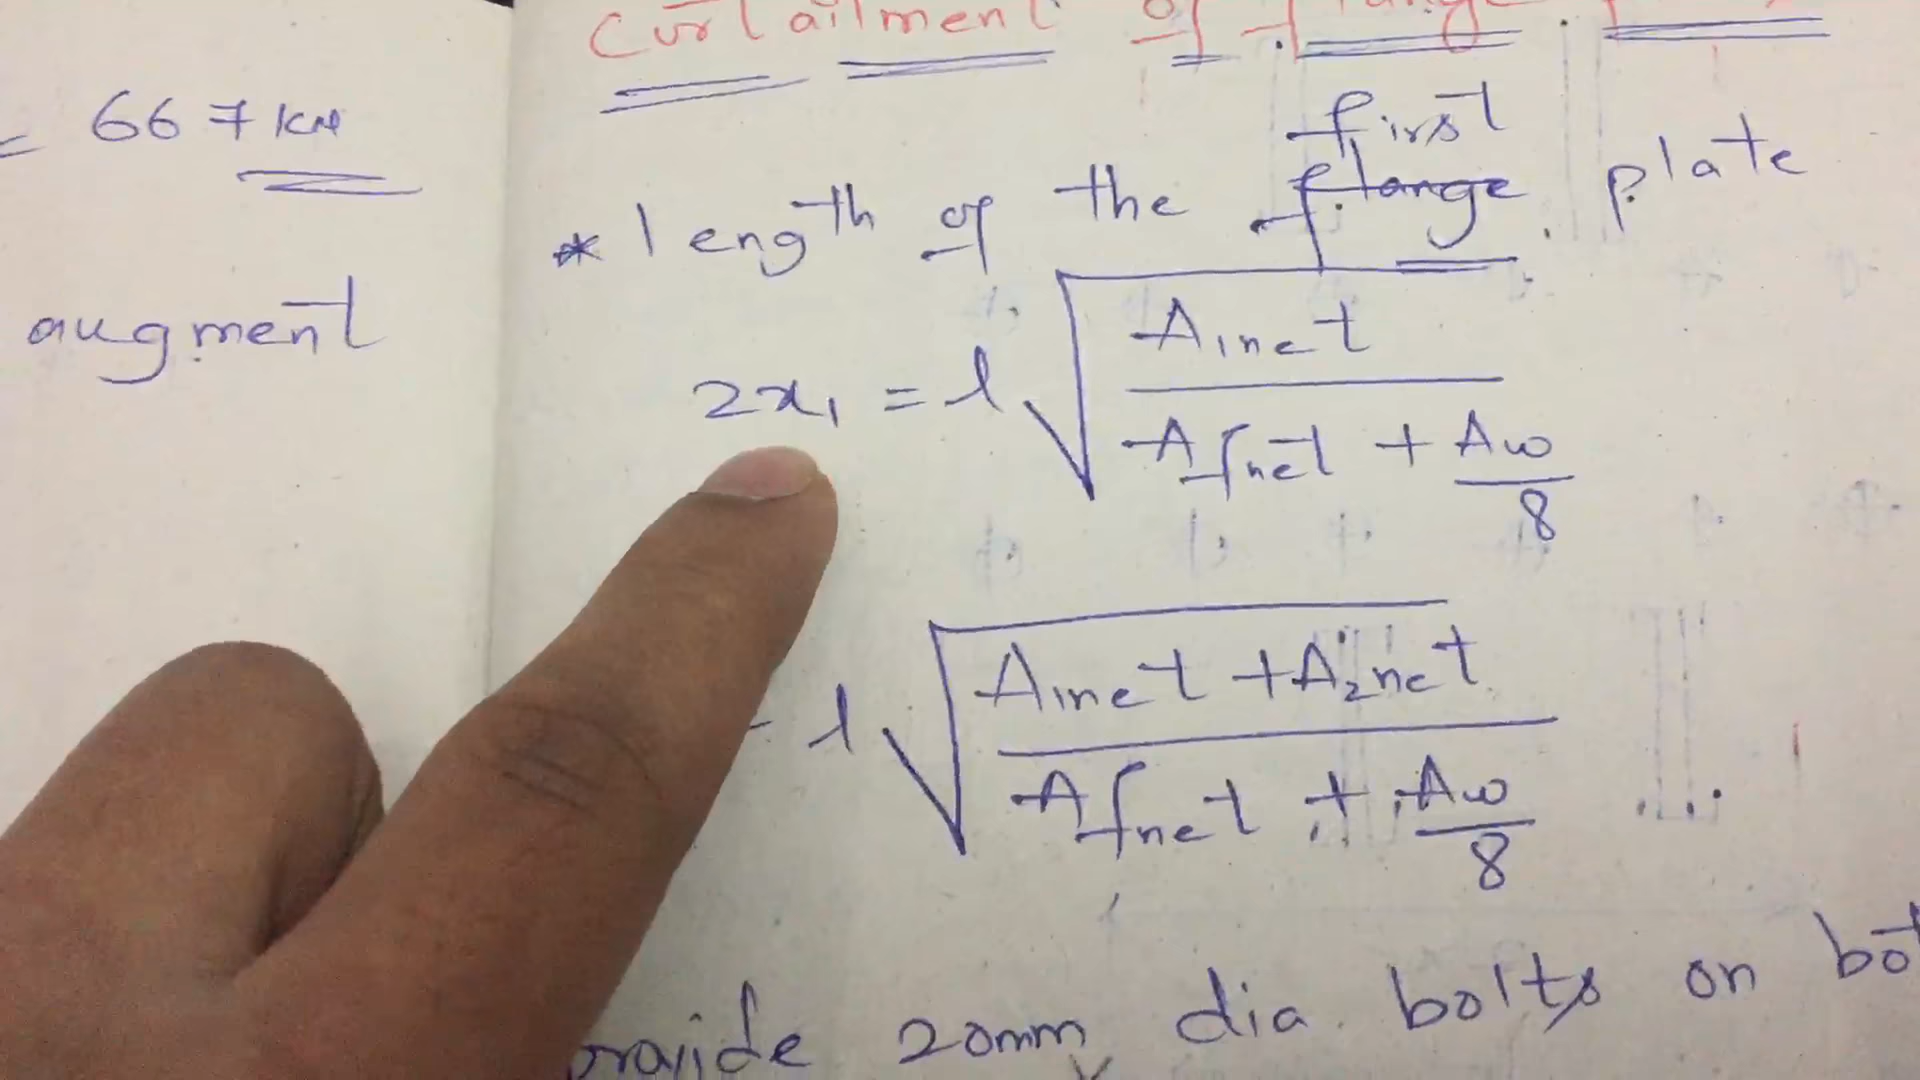 = 667 KN
augment
Curtailment of flange
* length of the first flange plate
2x₁ = l √(A₁net / (Afnet + Aw/8))
= l √((A₁net + A₂net) / (Afnet + Aw/8))
provide 20mm dia. bolts on